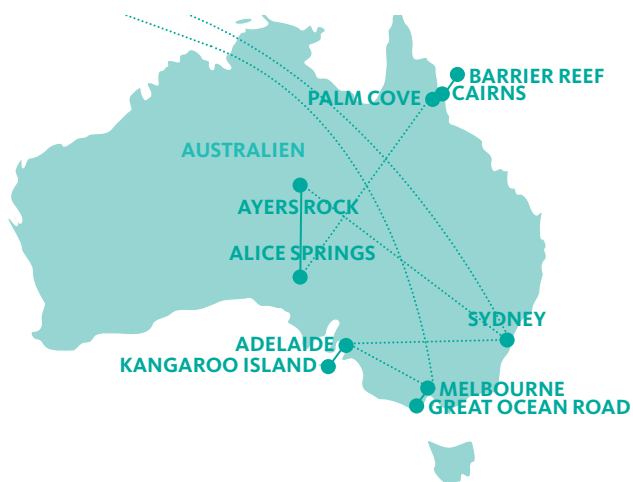 BARRIER REEF
CAIRNS
PALM COVE
AUSTRALIEN
AYERS ROCK
ALICE SPRINGS
SYDNEY
ADELAIDE
KANGAROO ISLAND
MELBOURNE
GREAT OCEAN ROAD